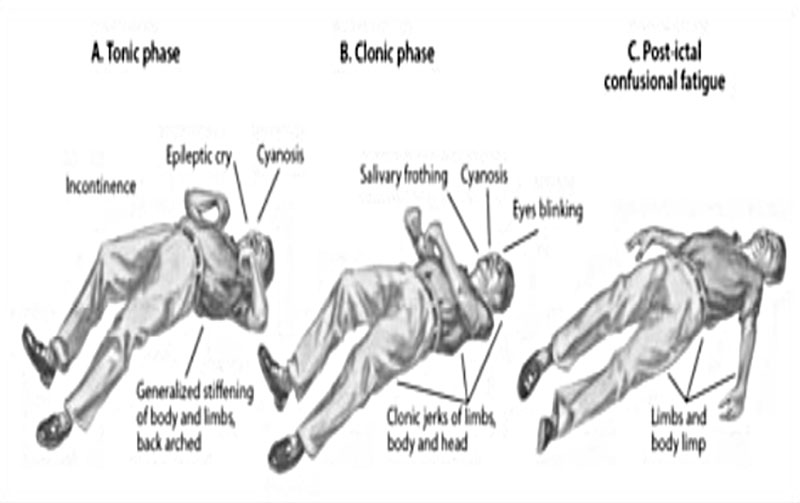 A. Tonic phase
B. Clonic phase
C. Post-ictal
confusional fatigue
Epileptic cry
Cyanosis
Incontinence
Generalized stiffening
of body and limbs,
back arched
Salivary frothing
Cyanosis
Eyes blinking
Clonic jerks of limbs,
body and head
Limbs and
body limp